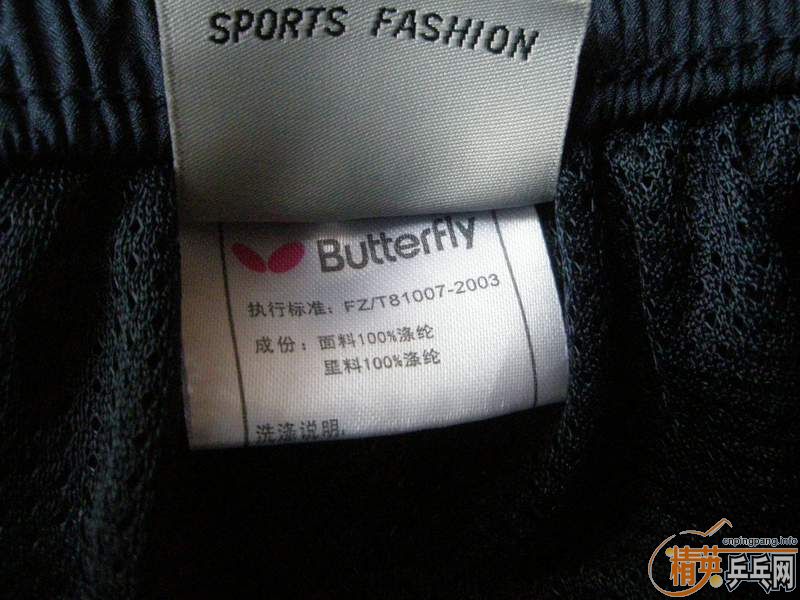 SPORTS FASHION
Butterfly
执行标准：FZ/T81007-2003
成份：面料100%涤纶
里料100%涤纶
洗涤说明:
cnpingpang.info
精英乒乓网